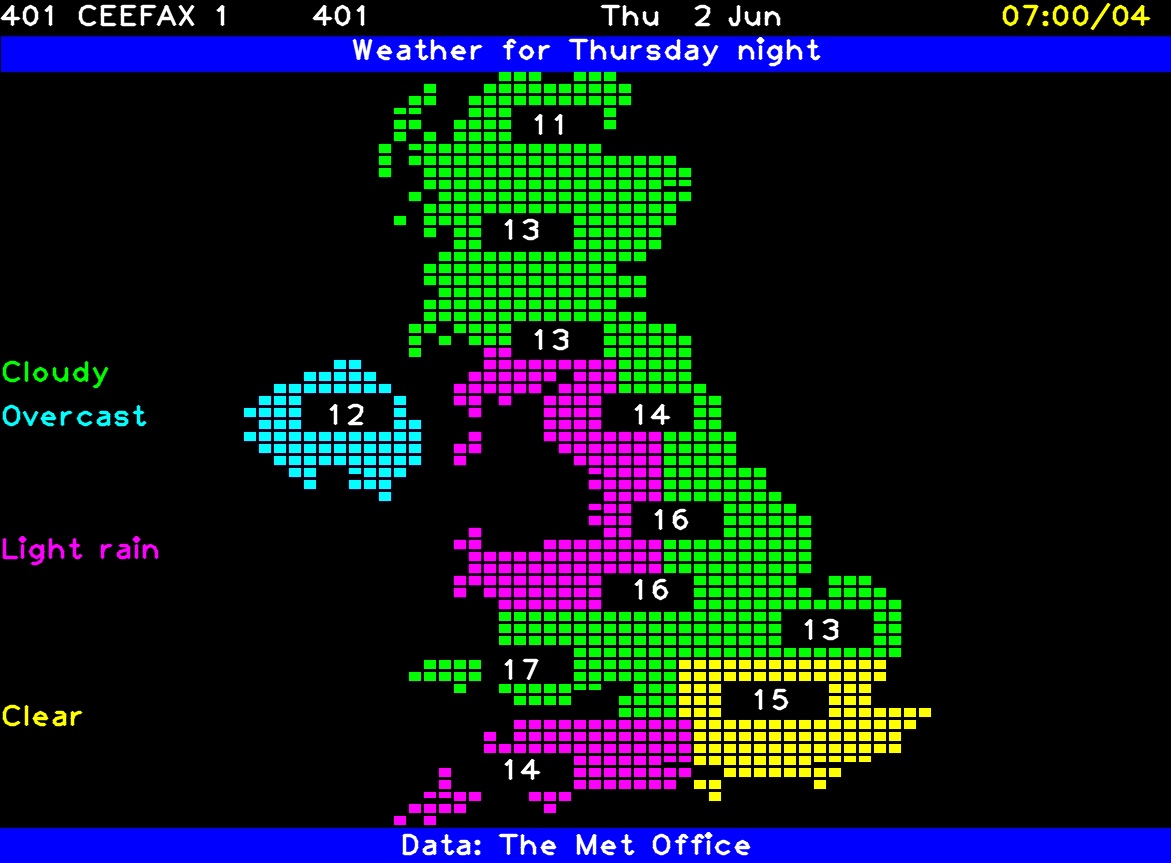 401 CEEFAX 1 401 Thu 2 Jun 07:00/04
Weather for Thursday night
11
13
13
Cloudy
Overcast 12 14
16
Light rain
16
13
17
15
Clear
14
Data: The Met Office